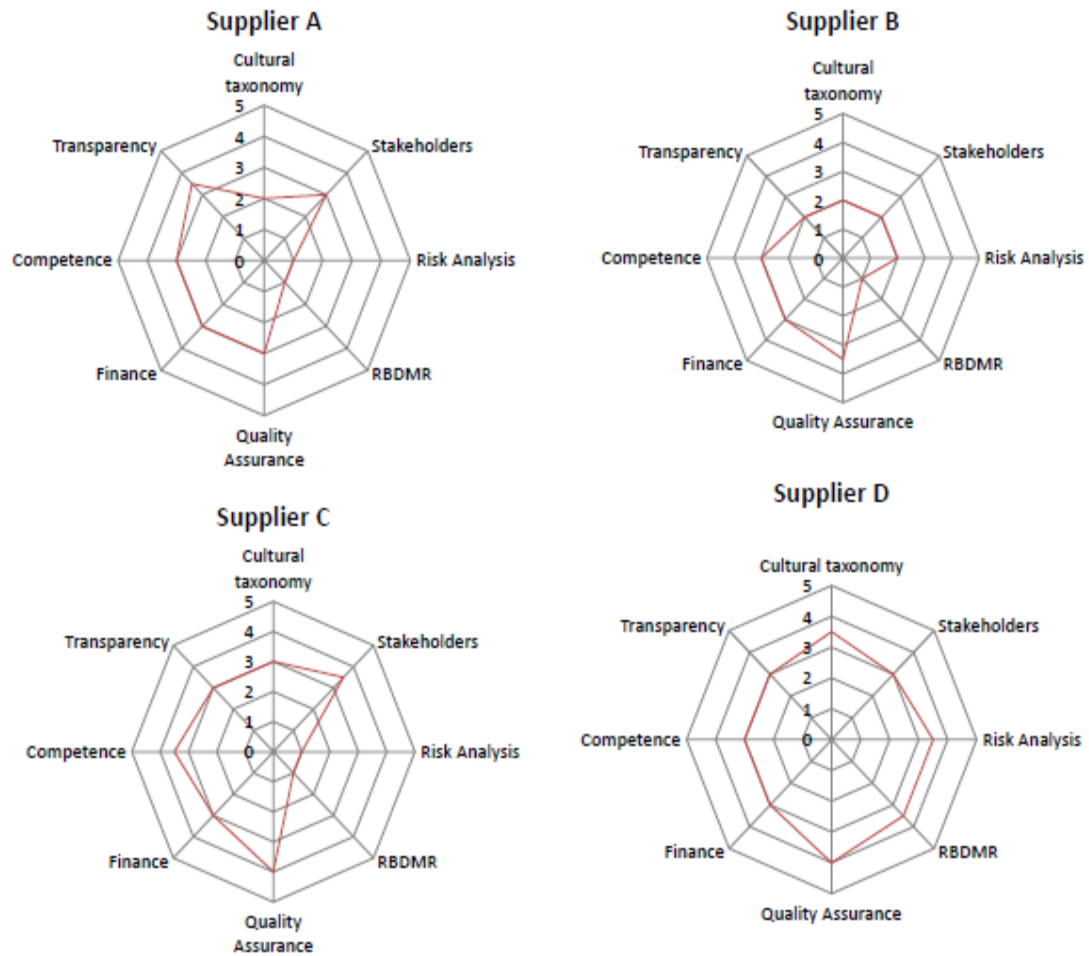 Supplier A
Cultural
taxonomy
5
4
3
2
1
0
Transparency
Stakeholders
Competence
Risk Analysis
Finance
RBDMR
Quality
Assurance
Supplier B
Cultural
taxonomy
5
4
3
2
1
0
Transparency
Stakeholders
Competence
Risk Analysis
Finance
RBDMR
Quality Assurance
Supplier C
Cultural
taxonomy
5
4
3
2
1
0
Transparency
Stakeholders
Competence
Risk Analysis
Finance
RBDMR
Quality
Assurance
Supplier D
Cultural taxonomy
5
4
3
2
1
0
Transparency
Stakeholders
Competence
Risk Analysis
Finance
RBDMR
Quality Assurance